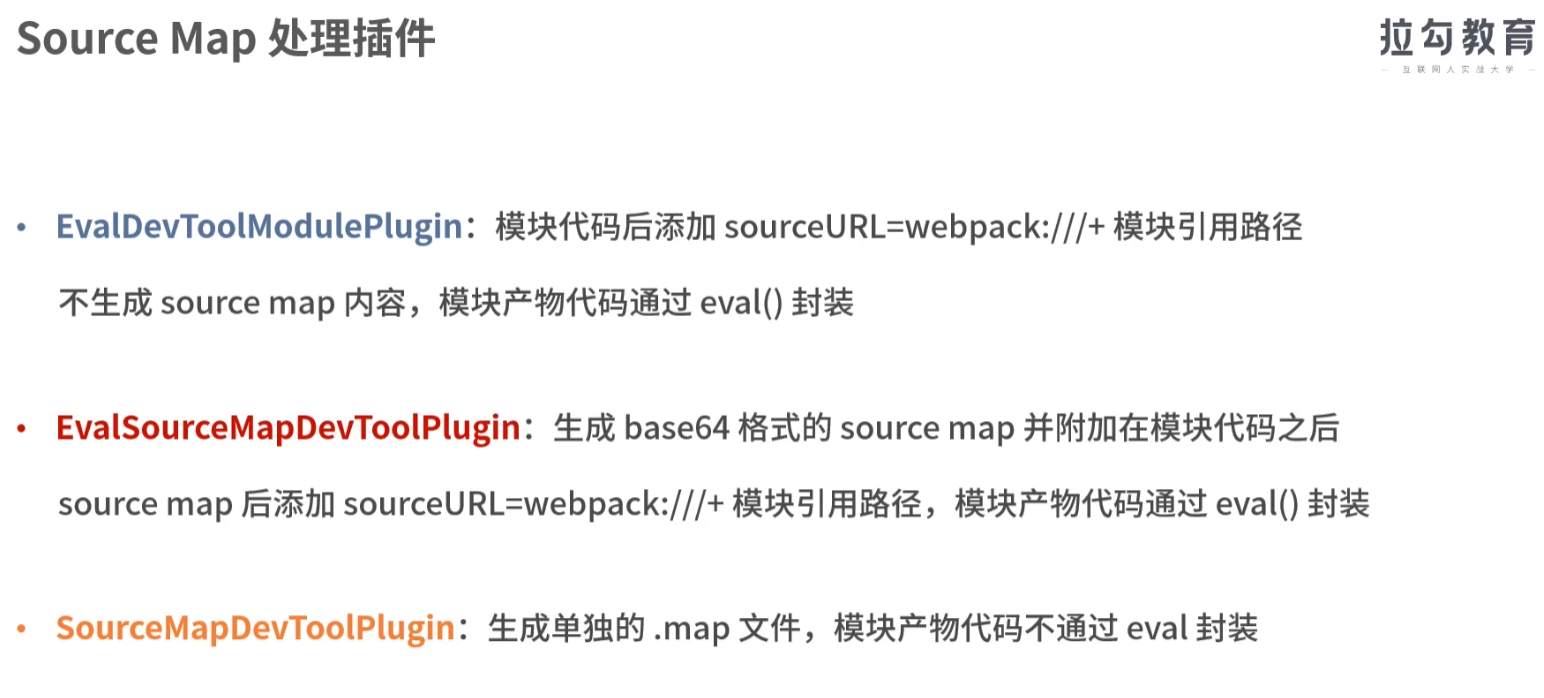 Source Map 处理插件
拉勾教育
— 互联网人实战大学 —
• EvalDevToolModulePlugin：模块代码后添加 sourceURL=webpack:///+ 模块引用路径
不生成 source map 内容，模块产物代码通过 eval() 封装
• EvalSourceMapDevToolPlugin：生成 base64 格式的 source map 并附加在模块代码之后
source map 后添加 sourceURL=webpack:///+ 模块引用路径，模块产物代码通过 eval() 封装
• SourceMapDevToolPlugin：生成单独的 .map 文件，模块产物代码不通过 eval 封装